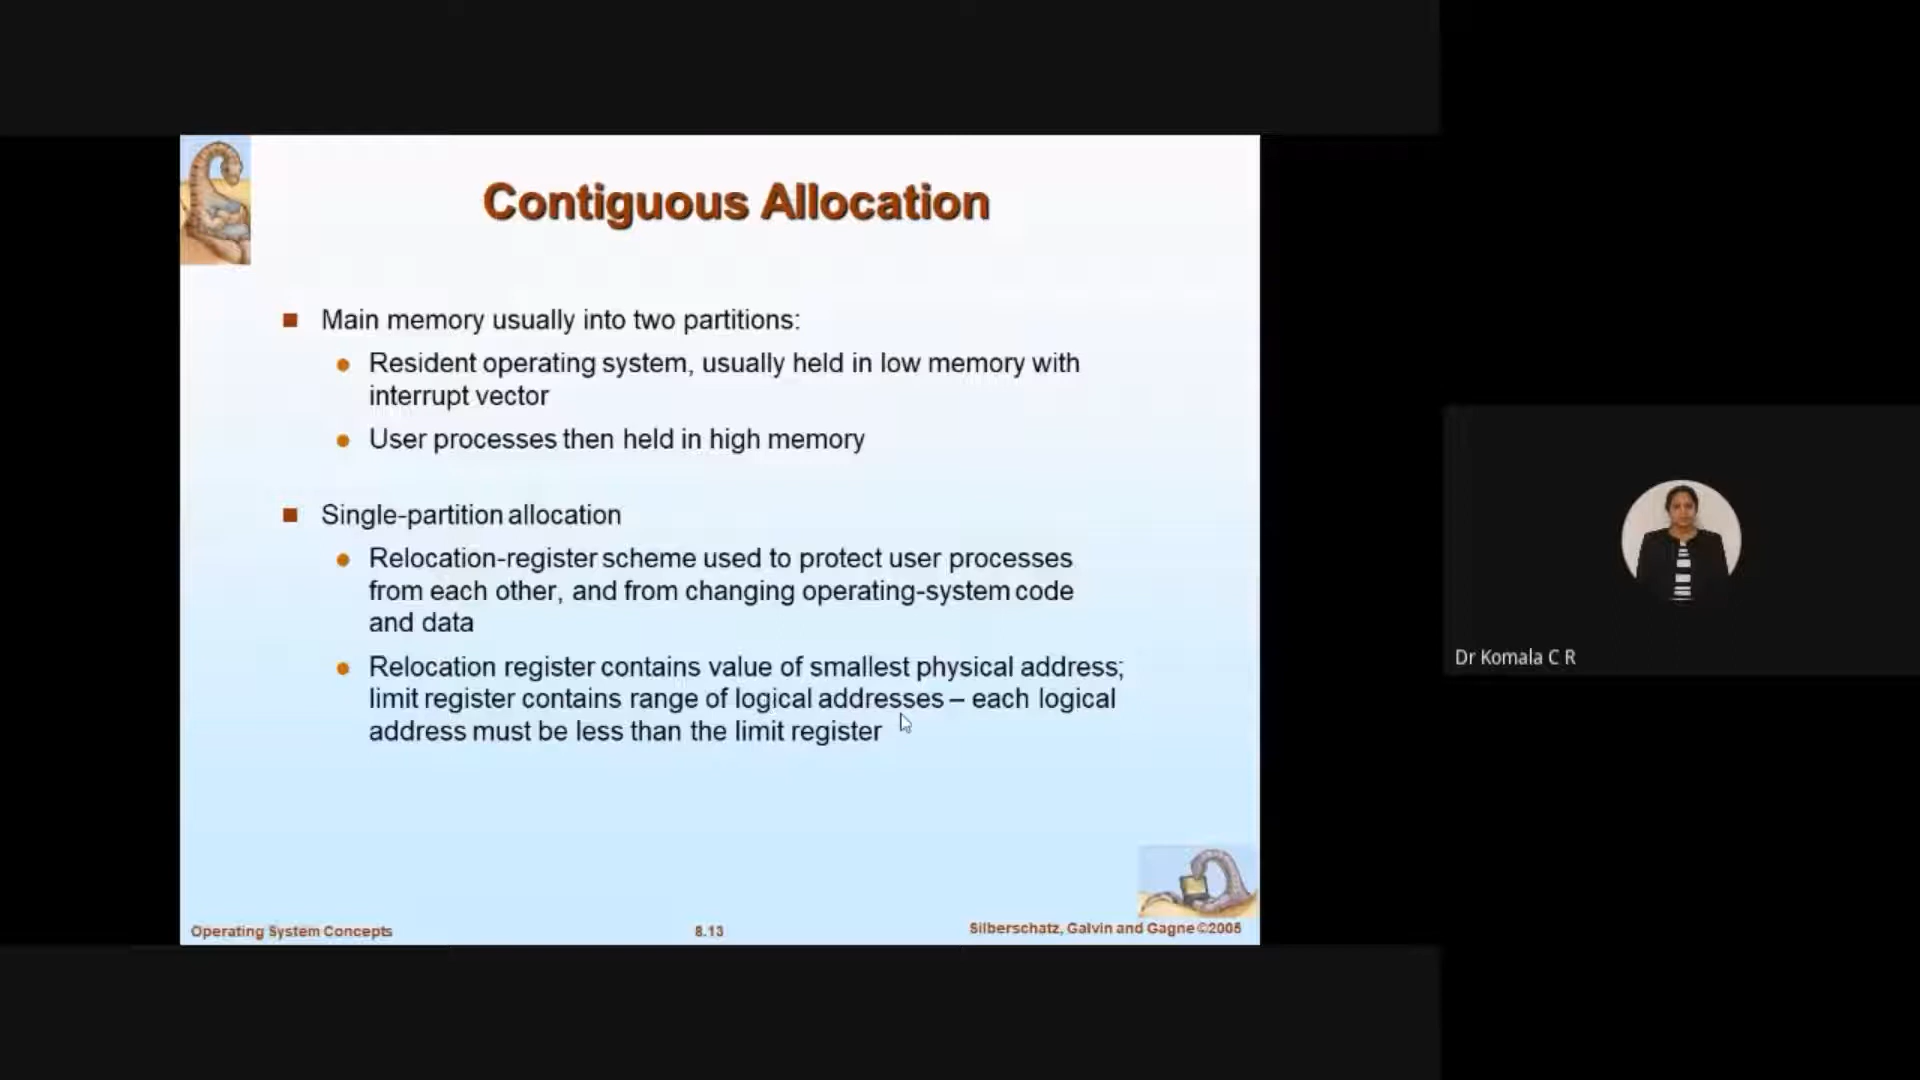 Contiguous Allocation
Main memory usually into two partitions:
Resident operating system, usually held in low memory with
interrupt vector
User processes then held in high memory
Single-partition allocation
Relocation-register scheme used to protect user processes
from each other, and from changing operating-system code
and data
Relocation register contains value of smallest physical address;
limit register contains range of logical addresses – each logical
address must be less than the limit register
Operating System Concepts
8.13
Silberschatz, Galvin and Gagne ©2005
Dr Komala C R